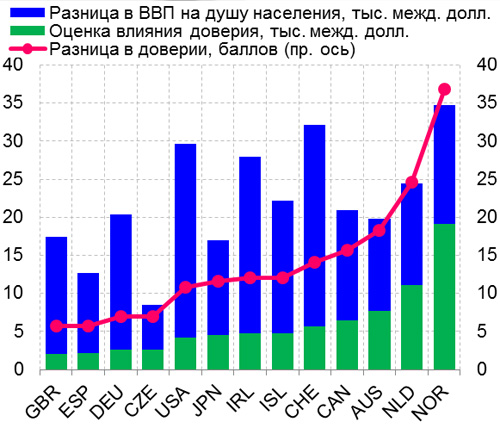 Разница в ВВП на душу населения, тыс. межд. долл.
Оценка влияния доверия, тыс. межд. долл.
Разница в доверии, баллов (пр. ось)
40 40
35 35
30 30
25 25
20 20
15 15
10 10
5 5
0 0
GBR ESP DEU CZE USA JPN IRL ISL CHE CAN AUS NLD NOR